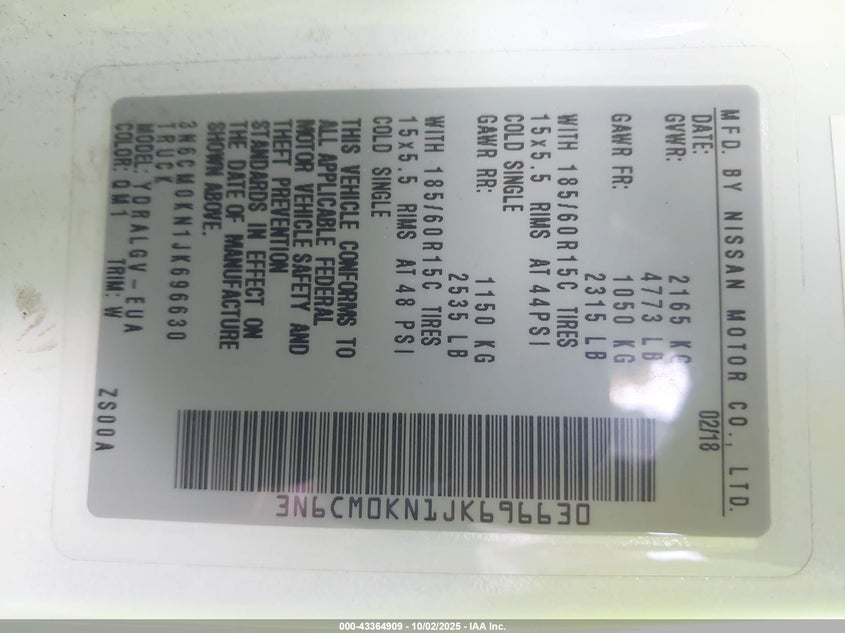 MFD. BY NISSAN MOTOR CO., LTD.
DATE: 02/18
GVWR: 2165 KG
4773 LB
GAWR FR: 1050 KG
2315 LB
WITH 185/60R15C TIRES
15x5.5 RIMS AT 44PSI
COLD SINGLE
GAWR RR: 1150 KG
2535 LB
WITH 185/60R15C TIRES
15x5.5 RIMS AT 48 PSI
COLD SINGLE
THIS VEHICLE CONFORMS TO
ALL APPLICABLE FEDERAL
MOTOR VEHICLE SAFETY AND
THEFT PREVENTION
STANDARDS IN EFFECT ON
THE DATE OF MANUFACTURE
SHOWN ABOVE.
3N6CM0KN1JK696630
TRUCK
MODEL: YDRALGV-EUA
COLOR: QM1 TRIM: W ZS00A
3N6CM0KN1JK696630
000-43364909 - 10/02/2025 - IAA Inc.